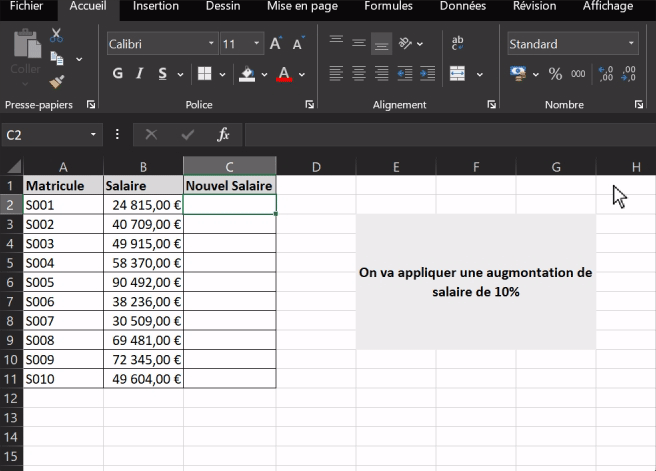 Fichier Accueil Insertion Dessin Mise en page Formules Données Révision Affichage
Coller
Calibri 11 A A
ab
c
Standard
G I S A
% 000 ,00 ,00
Presse-papiers Police Alignement Nombre
C2 fx
A B C D E F G H
1 Matricule Salaire Nouvel Salaire
2 S001 24 815,00 €
3 S002 40 709,00 €
4 S003 49 915,00 €
5 S004 58 370,00 €
6 S005 90 492,00 €
7 S006 38 236,00 €
8 S007 30 509,00 €
9 S008 69 481,00 €
10 S009 72 345,00 €
11 S010 49 604,00 €
12
13
14
15
On va appliquer une augmontation de
salaire de 10%